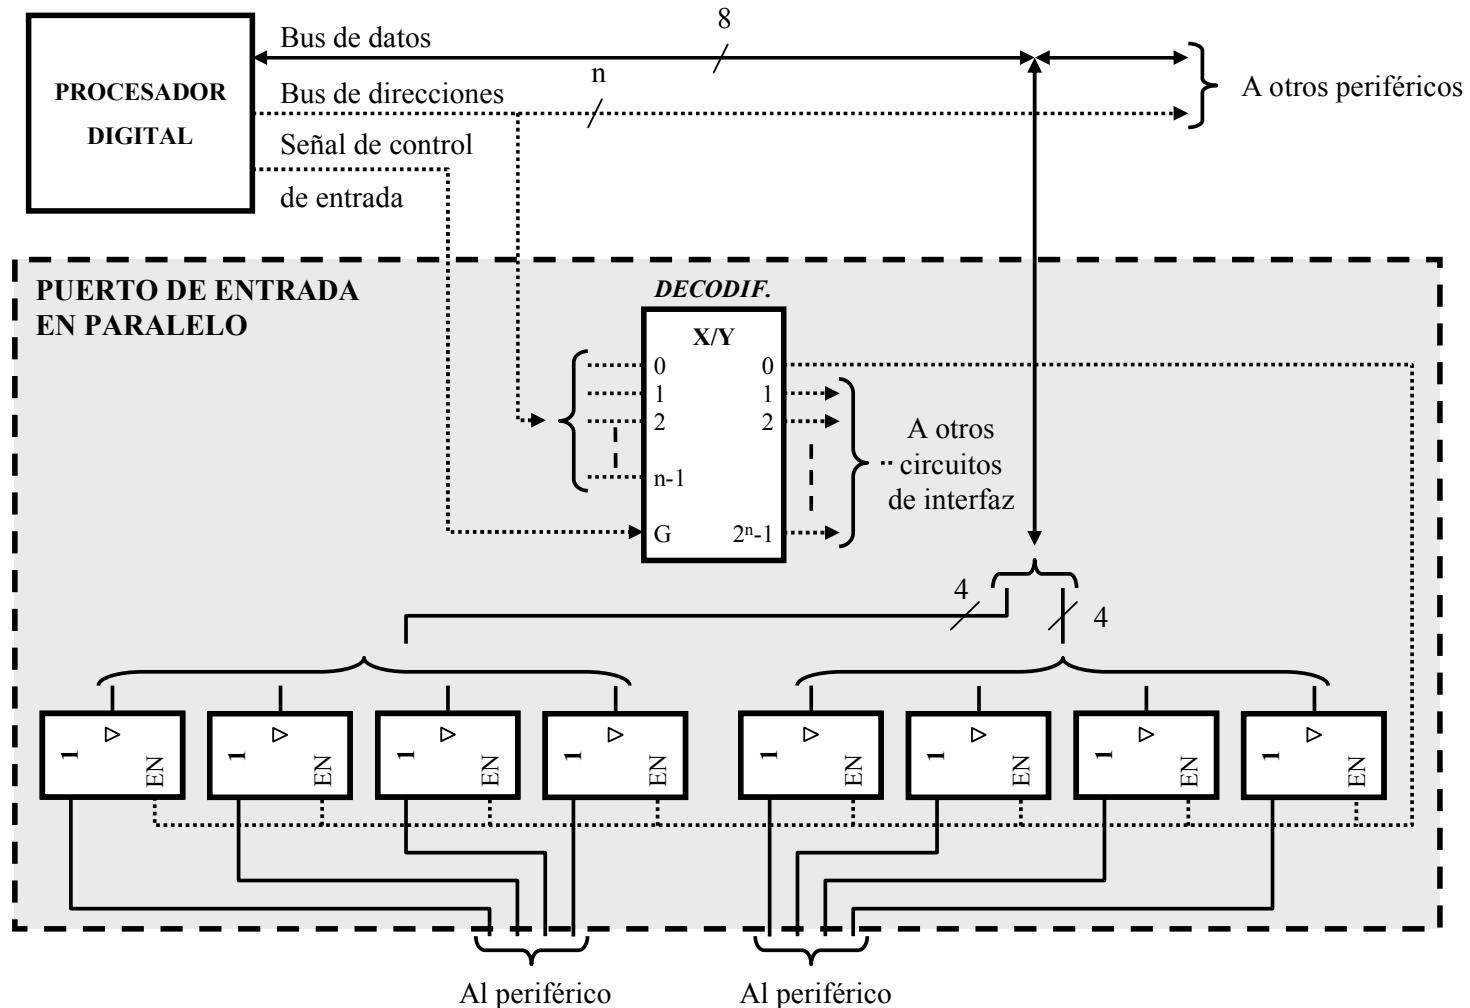 8
Bus de datos
n
PROCESADOR
DIGITAL
Bus de direcciones
A otros periféricos
Señal de control
de entrada
PUERTO DE ENTRADA
EN PARALELO
DECODIF.
X/Y
0 0
1 1
2 2
n-1
G 2ⁿ-1
A otros
circuitos
de interfaz
4 4
1 EN 1 EN 1 EN 1 EN 1 EN 1 EN 1 EN 1 EN
Al periférico Al periférico